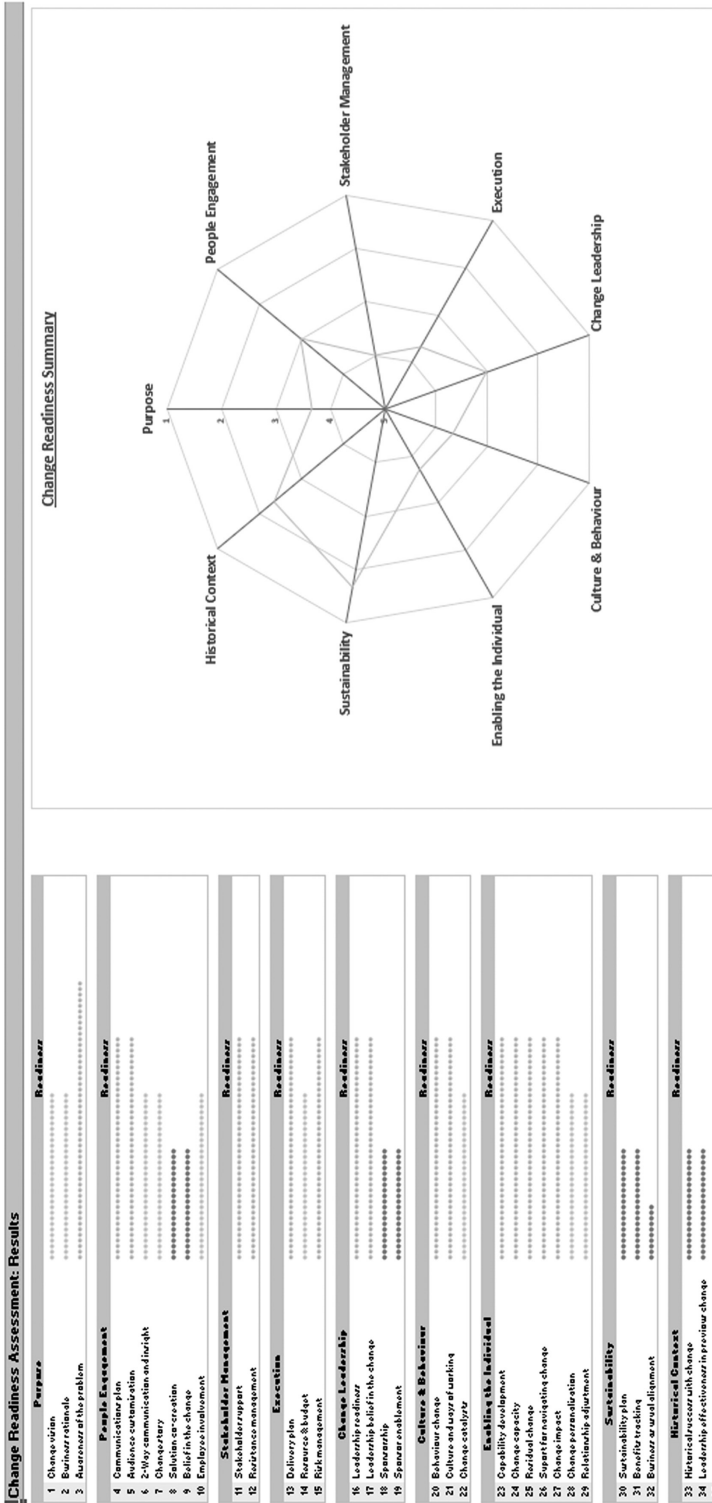 Change Readiness Assessment: Results
Purpose Readiness
1 Change vision
2 Business rationale
3 Awareness of the problem
People Engagement Readiness
4 Communications plan
5 Audience customization
6 2-Way communication and insight
7 Change story
8 Solution co-creation
9 Belief in the change
10 Employee involvement
Stakeholder Management Readiness
11 Stakeholder support
12 Resistance management
Execution Readiness
13 Delivery plan
14 Resource & budget
15 Risk management
Change Leadership Readiness
16 Leadership readiness
17 Leadership belief in the change
18 Sponsorship
19 Sponsor enablement
Culture & Behaviour Readiness
20 Behaviour change
21 Culture and ways of working
22 Change catalysts
Enabling the Individual Readiness
23 Capability development
24 Change capacity
25 Residual change
26 Support for navigating change
27 Change impact
28 Change personalization
29 Relationship adjustment
Sustainability Readiness
30 Sustainability plan
31 Benefits tracking
32 Business as usual alignment
Historical Context Readiness
33 Historical success with change
34 Leadership effectiveness in previous change
Change Readiness Summary
Purpose
People Engagement
Stakeholder Management
Execution
Change Leadership
Culture & Behaviour
Enabling the Individual
Sustainability
Historical Context
1
2
3
4
5